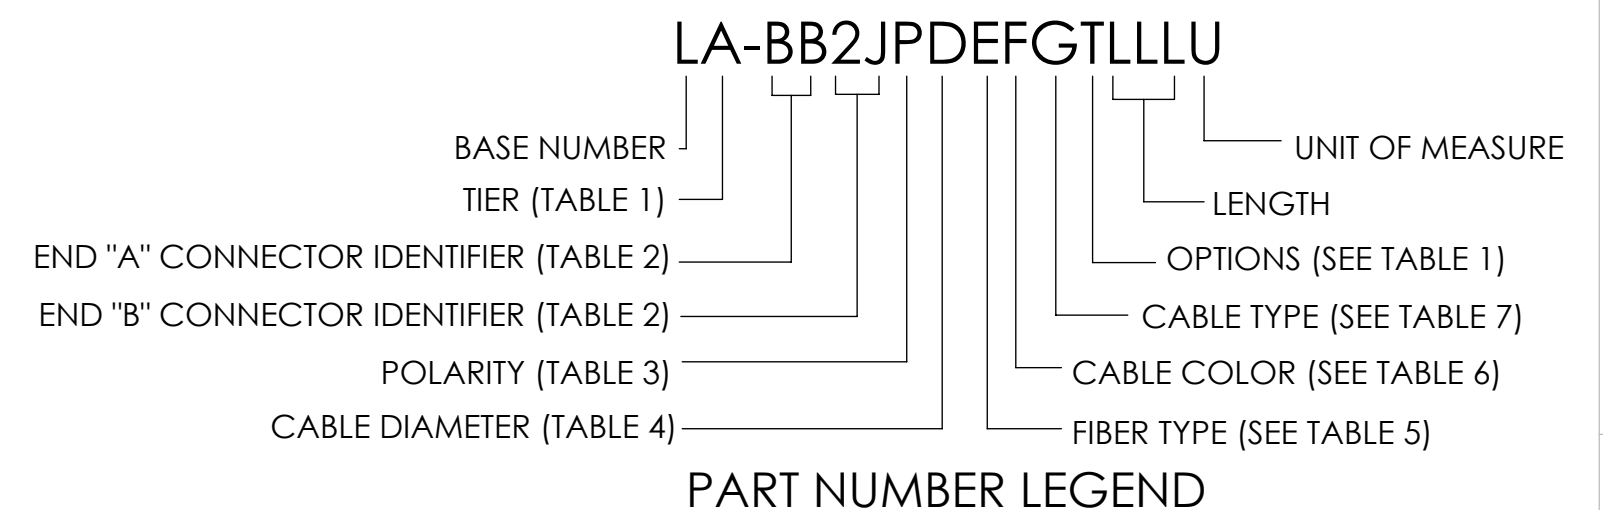 LA-BB2JPDEFGTLLLU
BASE NUMBER
TIER (TABLE 1)
END "A" CONNECTOR IDENTIFIER (TABLE 2)
END "B" CONNECTOR IDENTIFIER (TABLE 2)
POLARITY (TABLE 3)
CABLE DIAMETER (TABLE 4)
UNIT OF MEASURE
LENGTH
OPTIONS (SEE TABLE 1)
CABLE TYPE (SEE TABLE 7)
CABLE COLOR (SEE TABLE 6)
FIBER TYPE (SEE TABLE 5)
PART NUMBER LEGEND